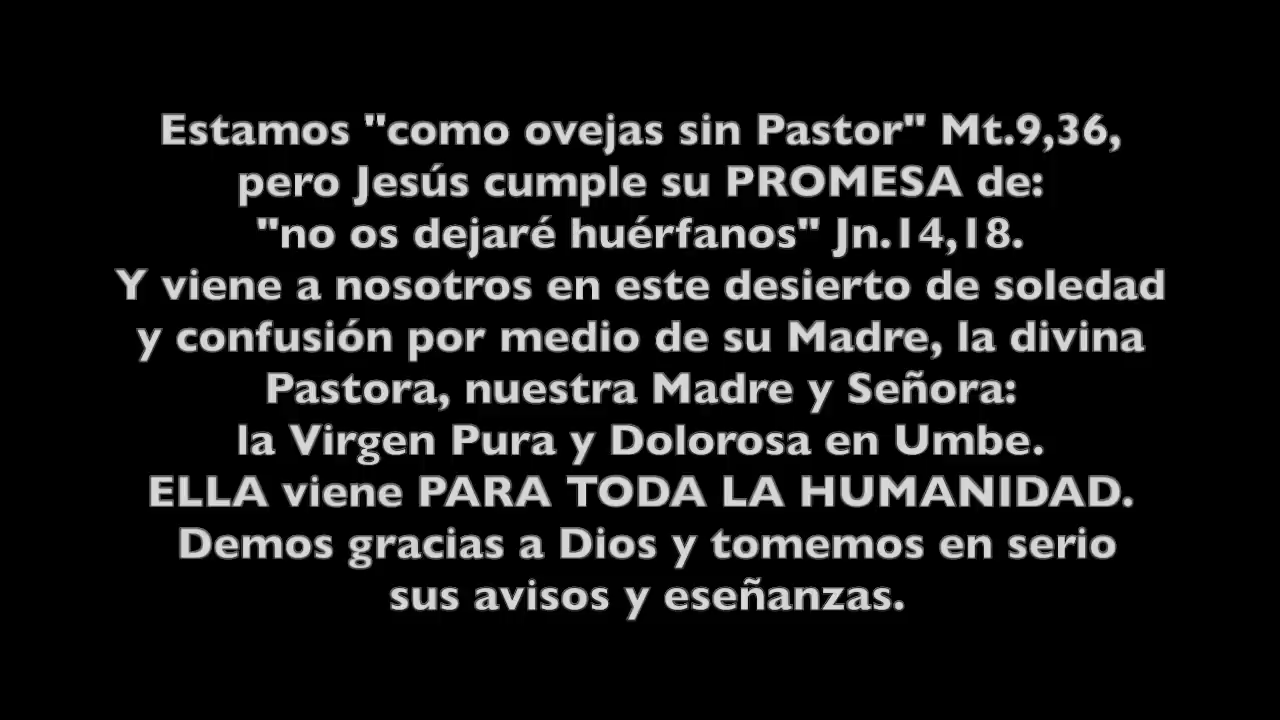 Estamos "como ovejas sin Pastor" Mt.9,36,
pero Jesús cumple su PROMESA de:
"no os dejaré huérfanos" Jn.14,18.
Y viene a nosotros en este desierto de soledad
y confusión por medio de su Madre, la divina
Pastora, nuestra Madre y Señora:
la Virgen Pura y Dolorosa en Umbe.
ELLA viene PARA TODA LA HUMANIDAD.
Demos gracias a Dios y tomemos en serio
sus avisos y eseñanzas.